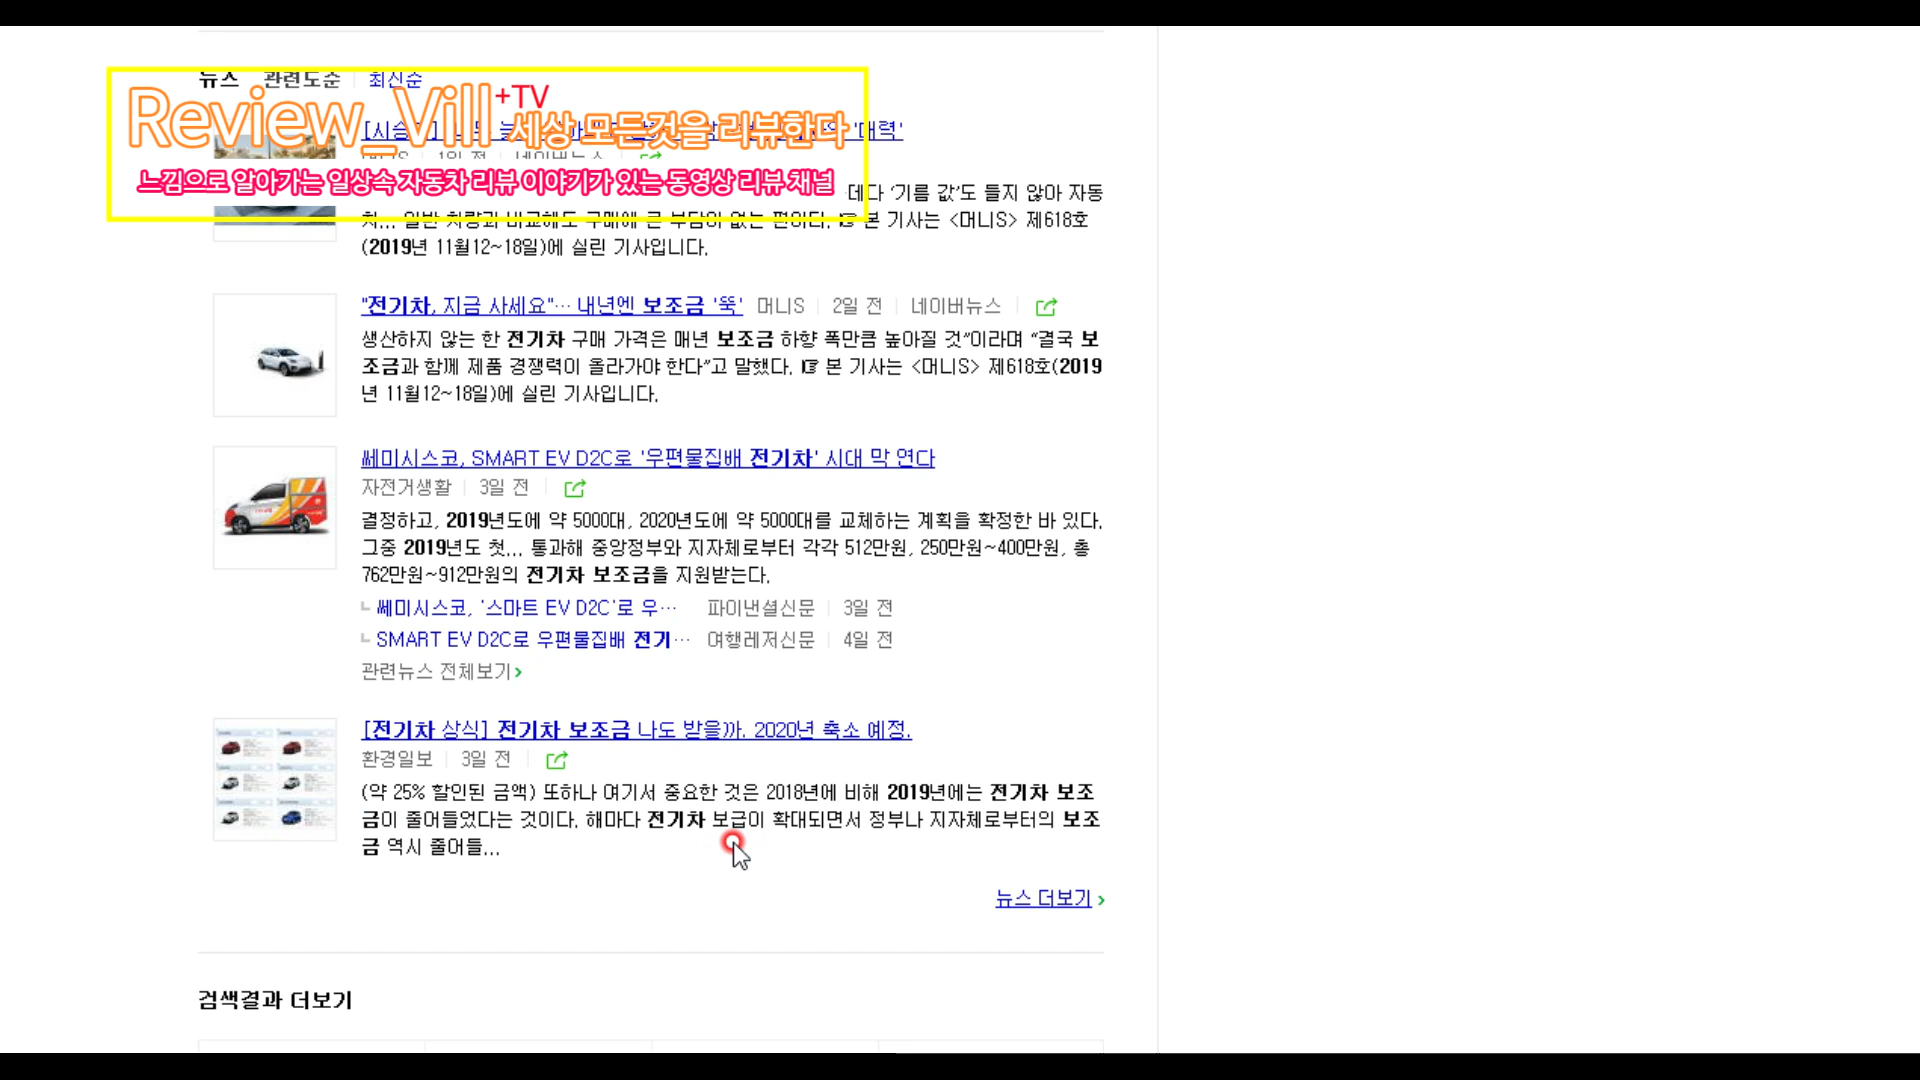 뉴스 관련도순 최신순
Review_Vill +TV 세상 모든것을 리뷰한다
'매력'
느낌으로 알아가는 일상속 자동차 리뷰 이야기가 있는 동영상 리뷰 채널
데다 '기름 값'도 들지 않아 자동
차... 일반 차량과 비교해도 구매에 큰 부담이 없는 편이다. ☞ 본 기사는 <머니S> 제618호
(2019년 11월12~18일)에 실린 기사입니다.
"전기차, 지금 사세요"… 내년엔 보조금 '뚝' 머니S 2일 전 네이버뉴스
생산하지 않는 한 전기차 구매 가격은 매년 보조금 하향 폭만큼 높아질 것”이라며 “결국 보
조금과 함께 제품 경쟁력이 올라가야 한다”고 말했다. ☞ 본 기사는 <머니S> 제618호(2019
년 11월12~18일)에 실린 기사입니다.
쎄미시스코, SMART EV D2C로 '우편물집배 전기차' 시대 막 연다
자전거생활 3일 전
결정하고, 2019년도에 약 5000대, 2020년도에 약 5000대를 교체하는 계획을 확정한 바 있다.
그중 2019년도 첫... 통과해 중앙정부와 지자체로부터 각각 512만원, 250만원~400만원, 총
762만원~912만원의 전기차 보조금을 지원받는다.
쎄미시스코, '스마트 EV D2C'로 우… 파이낸셜신문 3일 전
SMART EV D2C로 우편물집배 전기… 여행레저신문 4일 전
관련뉴스 전체보기
[전기차 상식] 전기차 보조금 나도 받을까. 2020년 축소 예정.
환경일보 3일 전
(약 25% 할인된 금액) 또하나 여기서 중요한 것은 2018년에 비해 2019년에는 전기차 보조
금이 줄어들었다는 것이다. 해마다 전기차 보급이 확대되면서 정부나 지자체로부터의 보조
금 역시 줄어들...
뉴스 더보기
검색결과 더보기